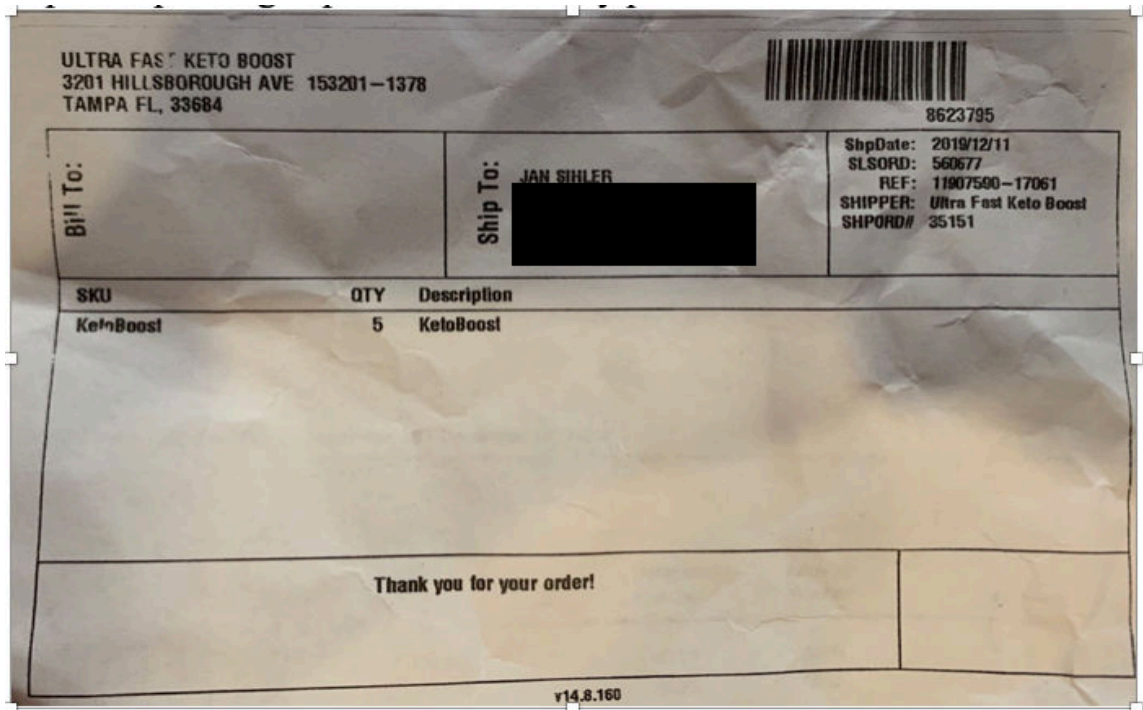 ULTRA FAST KETO BOOST
3201 HILLSBOROUGH AVE 153201-1378
TAMPA FL, 33684
8623795
Bill To:
Ship To:
JAN SIHLER
ShpDate: 2019/12/11
SLSORD: 560677
REF: 11907590-17061
SHIPPER: Ultra Fast Keto Boost
SHPORD# 35151
SKU QTY Description
KetoBoost 5 KetoBoost
Thank you for your order!
v14.8.160